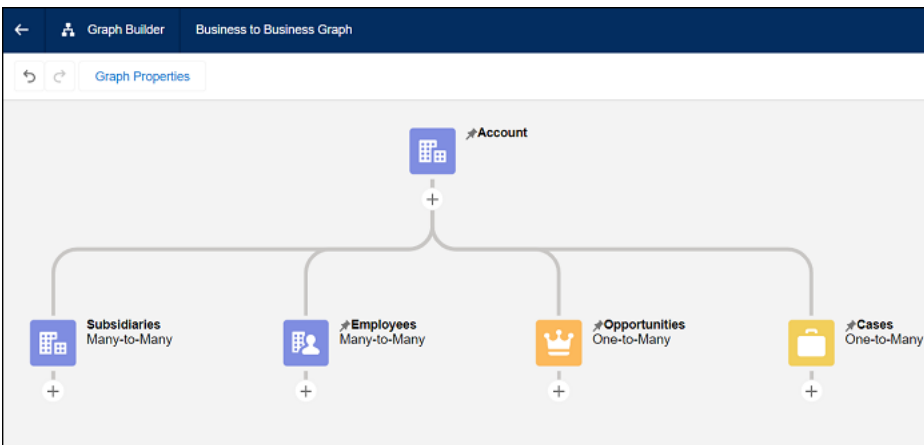 Graph Builder
Business to Business Graph
Graph Properties
Account
Subsidiaries
Many-to-Many
Employees
Many-to-Many
Opportunities
One-to-Many
Cases
One-to-Many